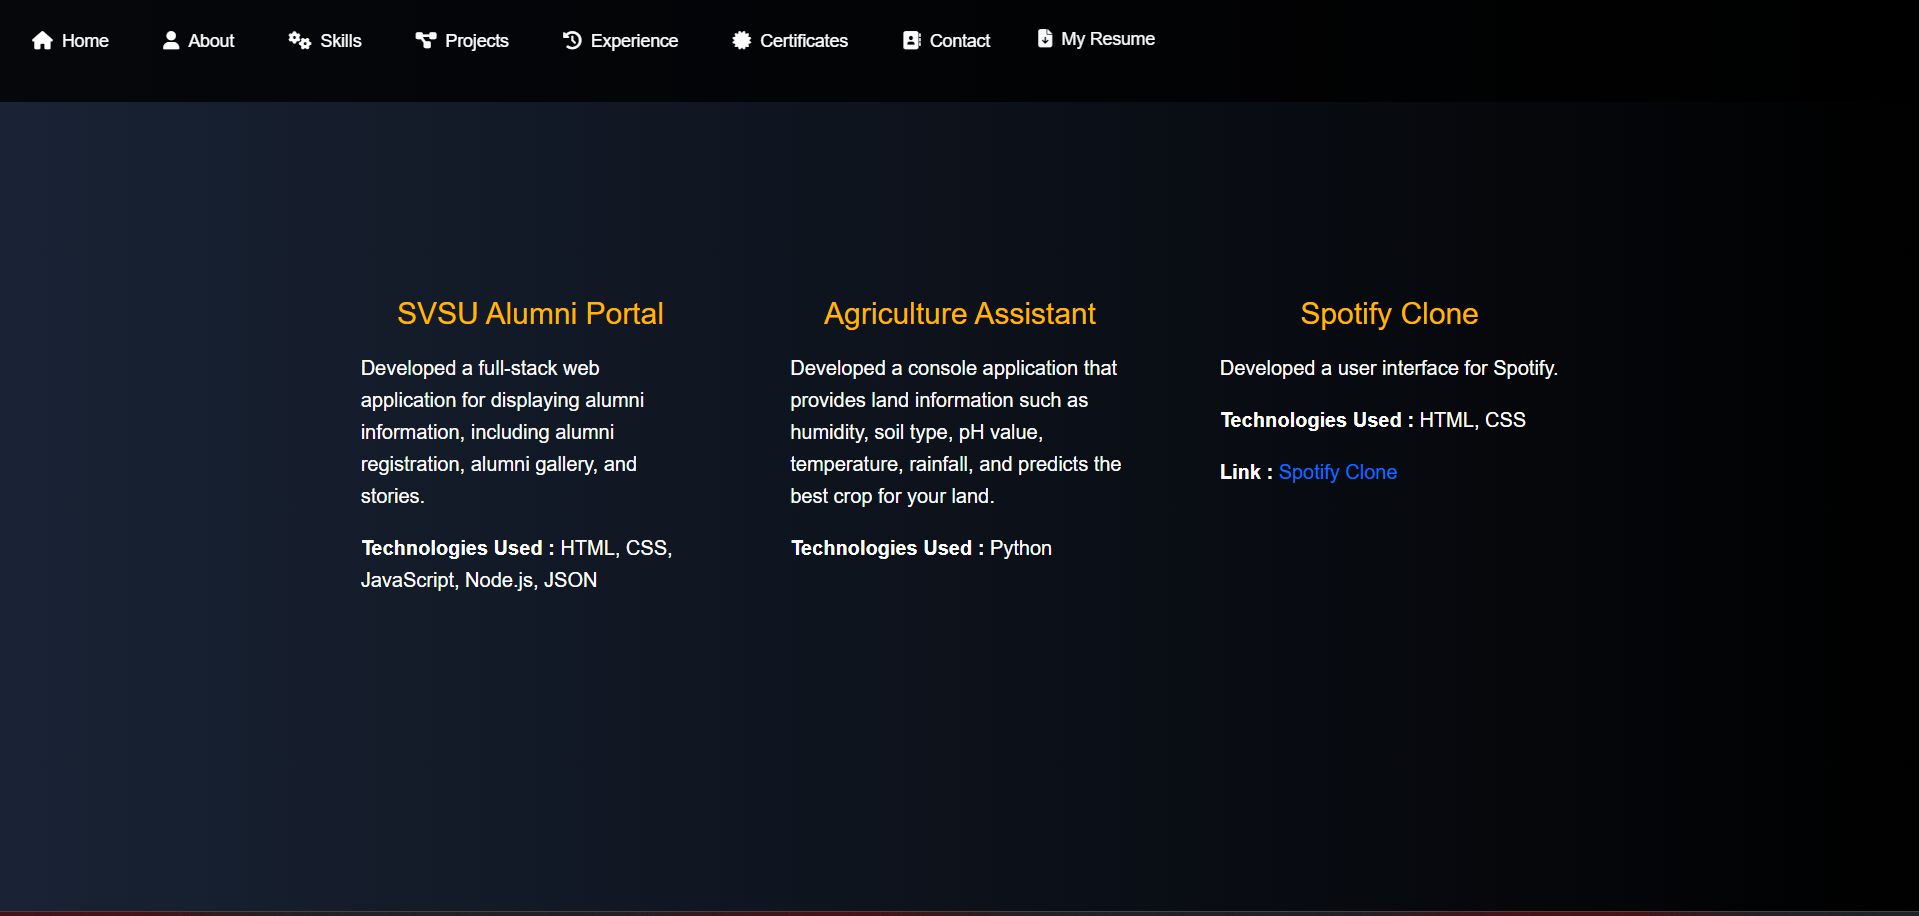 Home About Skills Projects Experience Certificates Contact My Resume
SVSU Alumni Portal
Developed a full-stack web
application for displaying alumni
information, including alumni
registration, alumni gallery, and
stories.
Technologies Used : HTML, CSS,
JavaScript, Node.js, JSON
Agriculture Assistant
Developed a console application that
provides land information such as
humidity, soil type, pH value,
temperature, rainfall, and predicts the
best crop for your land.
Technologies Used : Python
Spotify Clone
Developed a user interface for Spotify.
Technologies Used : HTML, CSS
Link : Spotify Clone